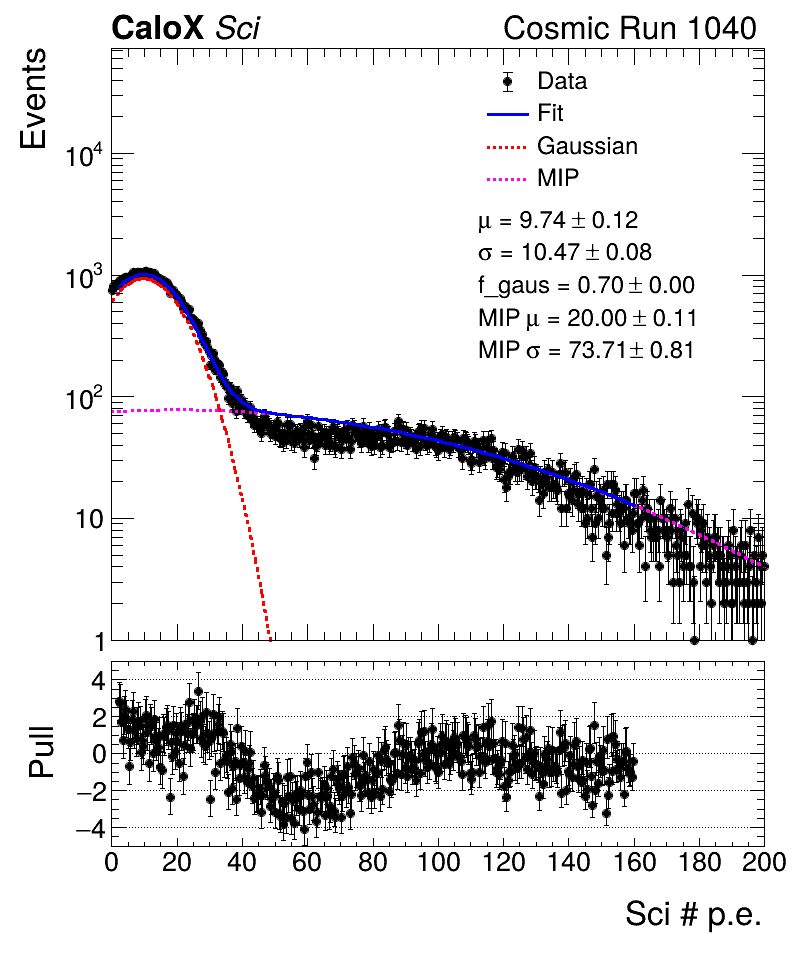 CaloX Sci Cosmic Run 1040
Events
Data
Fit
Gaussian
MIP
μ = 9.74 ± 0.12
σ = 10.47 ± 0.08
f_gaus = 0.70 ± 0.00
MIP μ = 20.00 ± 0.11
MIP σ = 73.71± 0.81
10⁴
10³
10²
10
1
Pull
4
2
0
−2
−4
0 20 40 60 80 100 120 140 160 180 200
Sci # p.e.